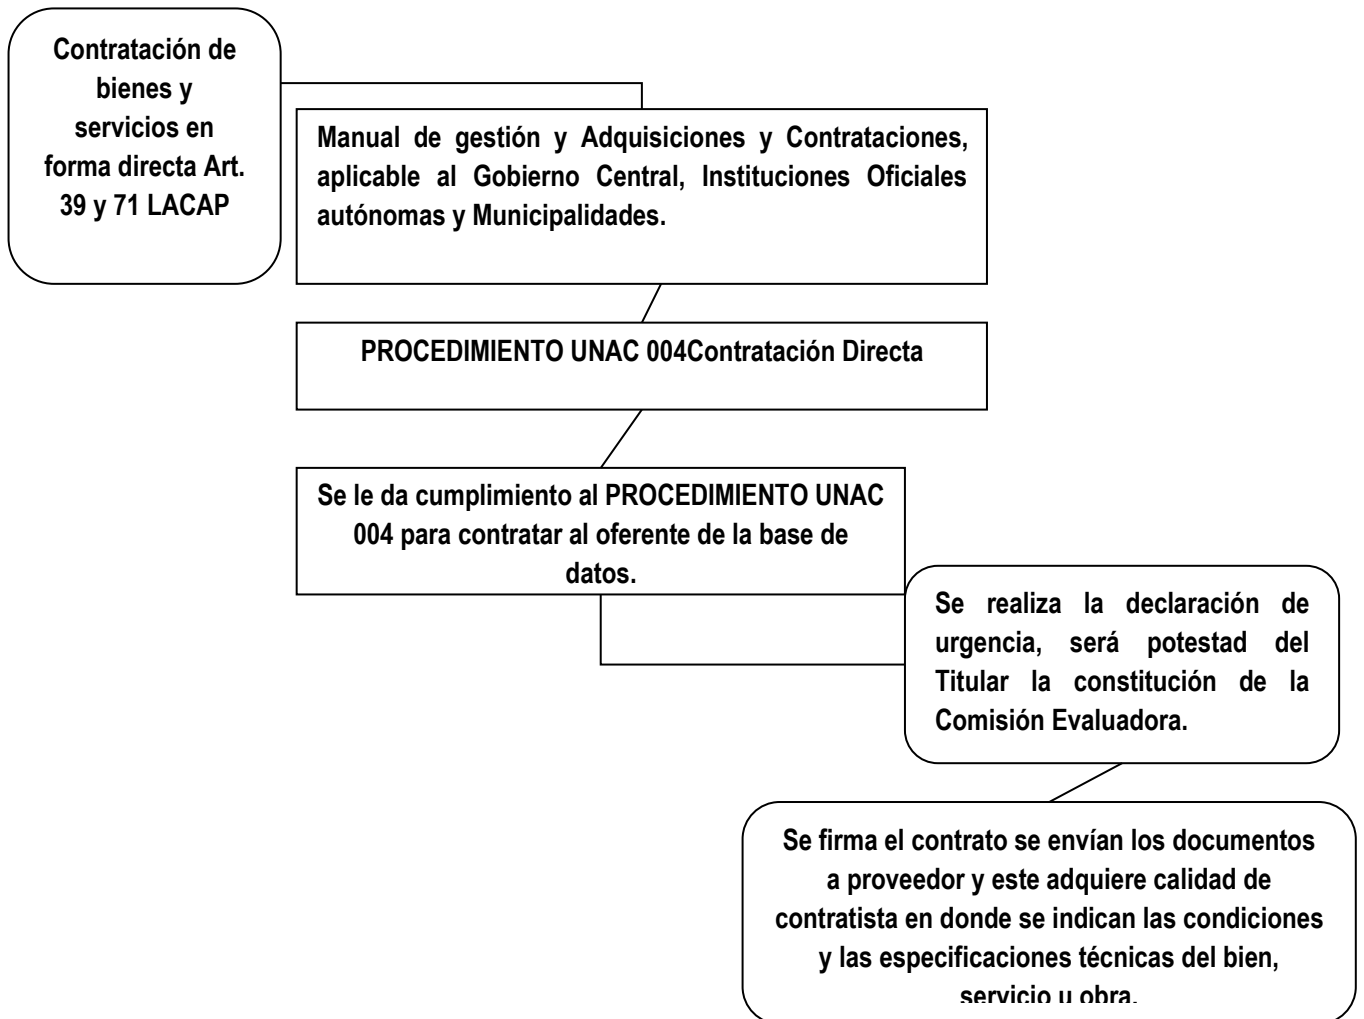 Contratación de
bienes y
servicios en
forma directa Art.
39 y 71 LACAP
Manual de gestión y Adquisiciones y Contrataciones,
aplicable al Gobierno Central, Instituciones Oficiales
autónomas y Municipalidades.
PROCEDIMIENTO UNAC 004Contratación Directa
Se le da cumplimiento al PROCEDIMIENTO UNAC
004 para contratar al oferente de la base de
datos.
Se realiza la declaración de
urgencia, será potestad del
Titular la constitución de la
Comisión Evaluadora.
Se firma el contrato se envían los documentos
a proveedor y este adquiere calidad de
contratista en donde se indican las condiciones
y las especificaciones técnicas del bien,
servicio u obra.